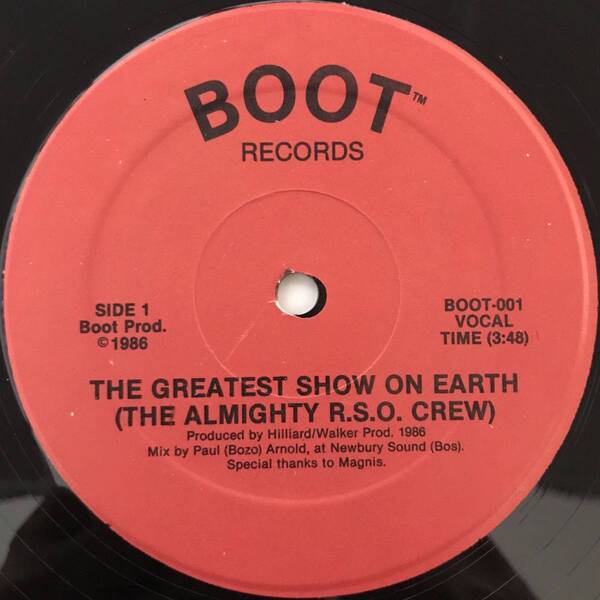 BOOT™
RECORDS
SIDE 1
Boot Prod.
©1986
BOOT-001
VOCAL
TIME (3:48)
THE GREATEST SHOW ON EARTH
(THE ALMIGHTY R.S.O. CREW)
Produced by Hilliard/Walker Prod. 1986
Mix by Paul (Bozo) Arnold, at Newbury Sound (Bos).
Special thanks to Magnis.